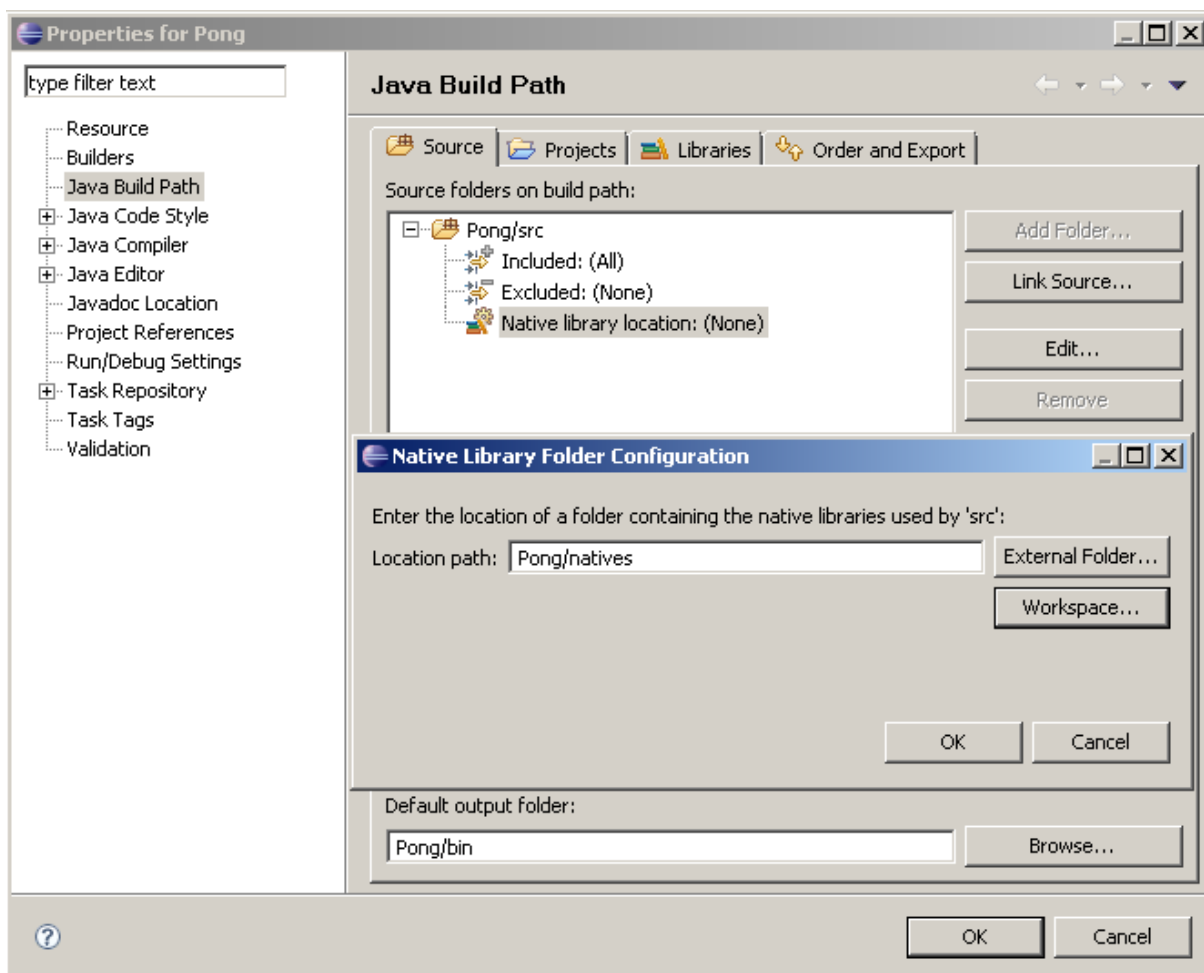 Properties for Pong
type filter text
Resource
Builders
Java Build Path
Java Code Style
Java Compiler
Java Editor
Javadoc Location
Project References
Run/Debug Settings
Task Repository
Task Tags
Validation
Java Build Path
Source
Projects
Libraries
Order and Export
Source folders on build path:
Pong/src
Included: (All)
Excluded: (None)
Native library location: (None)
Add Folder...
Link Source...
Edit...
Remove
Native Library Folder Configuration
Enter the location of a folder containing the native libraries used by 'src':
Location path: Pong/natives
External Folder...
Workspace...
OK
Cancel
Default output folder:
Pong/bin
Browse...
OK
Cancel